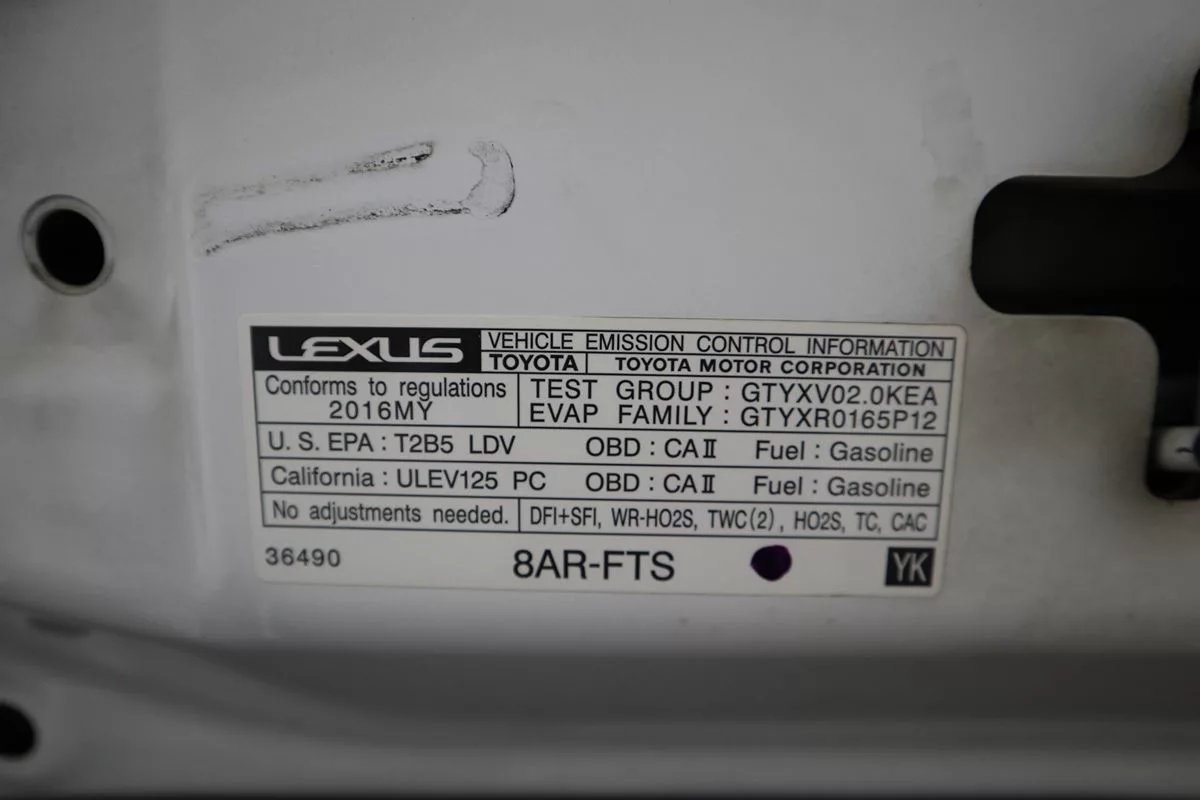 LEXUS VEHICLE EMISSION CONTROL INFORMATION
TOYOTA TOYOTA MOTOR CORPORATION
Conforms to regulations TEST GROUP : GTYXV02.0KEA
2016MY EVAP FAMILY : GTYXR0165P12
U. S. EPA : T2B5 LDV OBD : CAⅡ Fuel : Gasoline
California : ULEV125 PC OBD : CAⅡ Fuel : Gasoline
No adjustments needed. DFI+SFI, WR-HO2S, TWC(2), HO2S, TC, CAC
36490 8AR-FTS YK